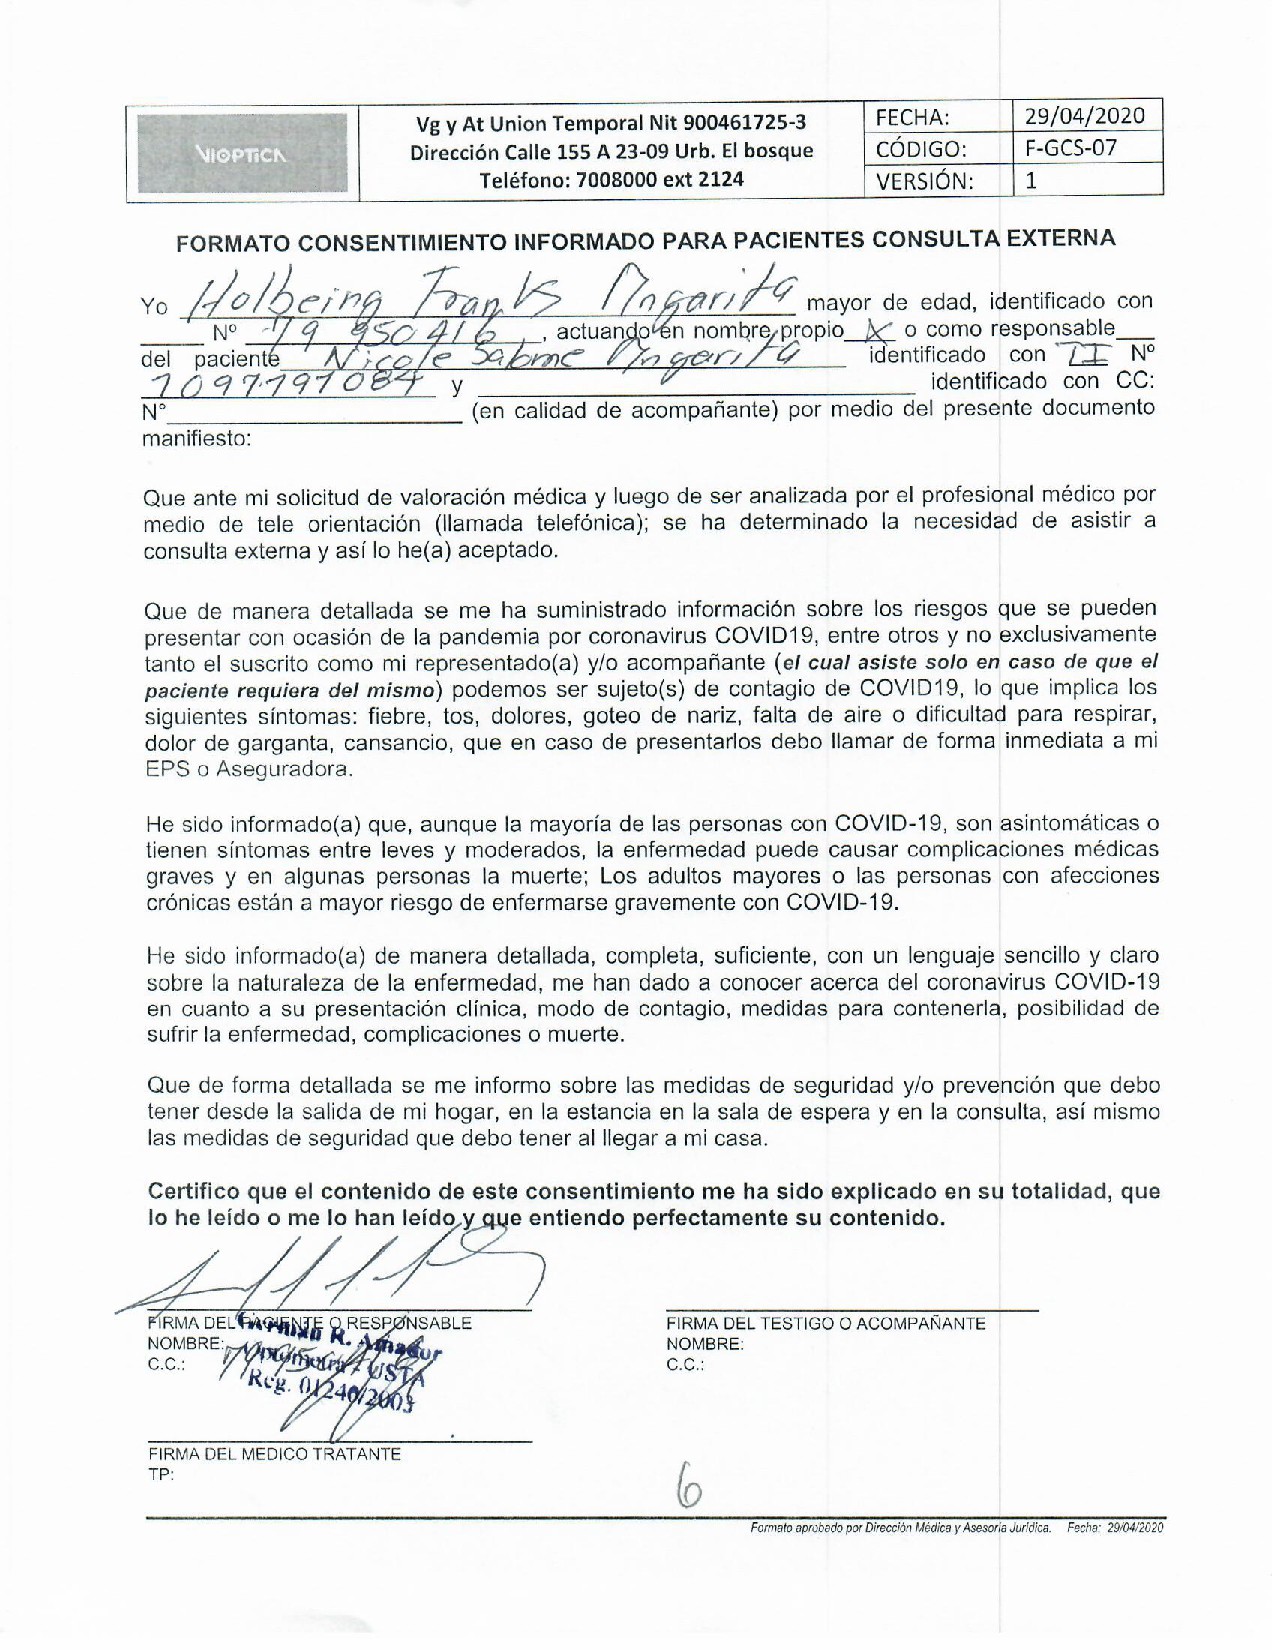 VIOPTICA
Vg y At Union Temporal Nit 900461725-3
Dirección Calle 155 A 23-09 Urb. El bosque
Teléfono: 7008000 ext 2124
FECHA: 29/04/2020
CÓDIGO: F-GCS-07
VERSIÓN: 1
FORMATO CONSENTIMIENTO INFORMADO PARA PACIENTES CONSULTA EXTERNA
Yo Holbeing Franks Angarita mayor de edad, identificado con
N° 79 950416, actuando en nombre propio X o como responsable
del paciente Nicole Angarita identificado con TI N°
1097191084 y identificado con CC:
N° (en calidad de acompañante) por medio del presente documento
manifiesto:
Que ante mi solicitud de valoración médica y luego de ser analizada por el profesional médico por
medio de tele orientación (llamada telefónica); se ha determinado la necesidad de asistir a
consulta externa y así lo he(a) aceptado.
Que de manera detallada se me ha suministrado información sobre los riesgos que se pueden
presentar con ocasión de la pandemia por coronavirus COVID19, entre otros y no exclusivamente
tanto el suscrito como mi representado(a) y/o acompañante (el cual asiste solo en caso de que el
paciente requiera del mismo) podemos ser sujeto(s) de contagio de COVID19, lo que implica los
siguientes síntomas: fiebre, tos, dolores, goteo de nariz, falta de aire o dificultad para respirar,
dolor de garganta, cansancio, que en caso de presentarlos debo llamar de forma inmediata a mi
EPS o Aseguradora.
He sido informado(a) que, aunque la mayoría de las personas con COVID-19, son asintomáticas o
tienen síntomas entre leves y moderados, la enfermedad puede causar complicaciones médicas
graves y en algunas personas la muerte; Los adultos mayores o las personas con afecciones
crónicas están a mayor riesgo de enfermarse gravemente con COVID-19.
He sido informado(a) de manera detallada, completa, suficiente, con un lenguaje sencillo y claro
sobre la naturaleza de la enfermedad, me han dado a conocer acerca del coronavirus COVID-19
en cuanto a su presentación clínica, modo de contagio, medidas para contenerla, posibilidad de
sufrir la enfermedad, complicaciones o muerte.
Que de forma detallada se me informo sobre las medidas de seguridad y/o prevención que debo
tener desde la salida de mi hogar, en la estancia en la sala de espera y en la consulta, así mismo
las medidas de seguridad que debo tener al llegar a mi casa.
Certifico que el contenido de este consentimiento me ha sido explicado en su totalidad, que
lo he leído o me lo han leído y que entiendo perfectamente su contenido.
FIRMA DEL PACIENTE O RESPONSABLE
NOMBRE:
C.C.:
R. Amador
Optómetra USTA
Reg. 01240/2003
FIRMA DEL TESTIGO O ACOMPAÑANTE
NOMBRE:
C.C.:
FIRMA DEL MEDICO TRATANTE
TP:
6
Formato aprobado por Dirección Médica y Asesoría Jurídica. Fecha: 29/04/2020